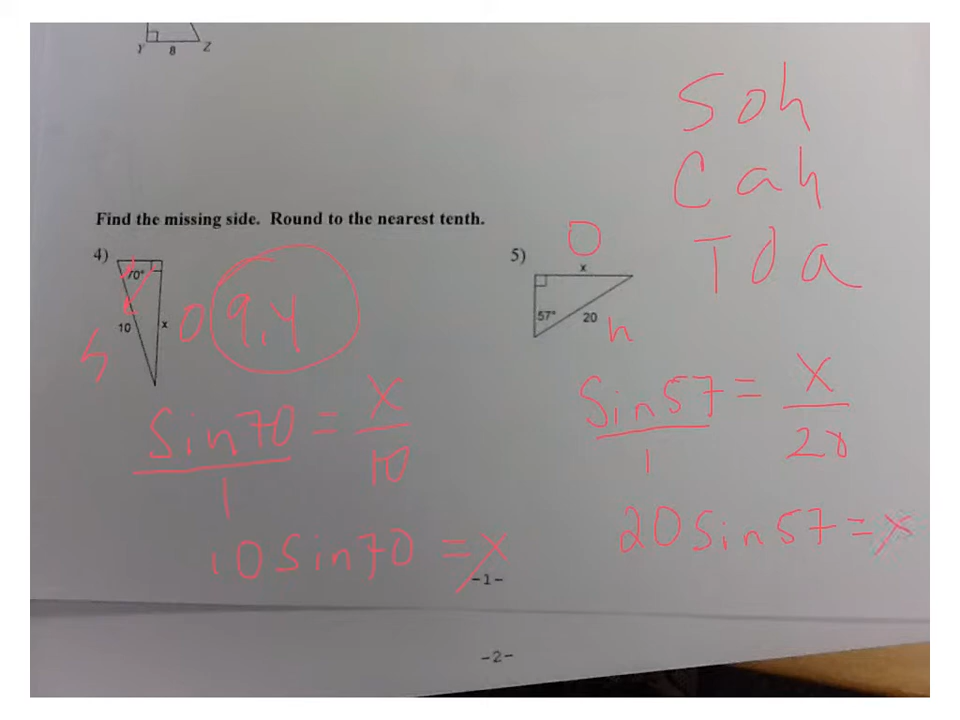 Y 8 Z
Soh
Cah
Toa
Find the missing side. Round to the nearest tenth.
4)
70°
10
x
h
O
9.4
Sin70 = x
1 10
10Sin70 = x
5)
O
x
57°
20
h
Sin57 = x
1 20
20Sin57 = x
-1-
-2-